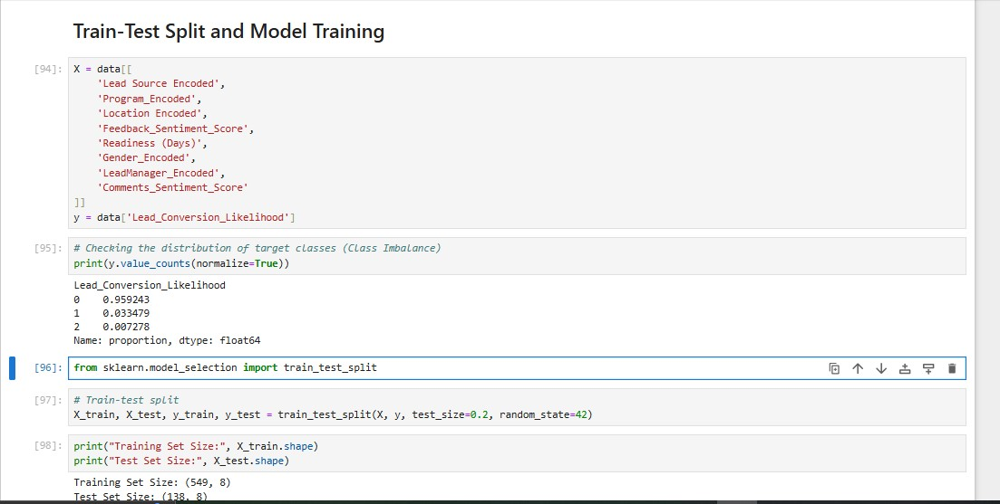 Train-Test Split and Model Training
[94]: X = data[[
'Lead Source Encoded',
'Program_Encoded',
'Location Encoded',
'Feedback_Sentiment_Score',
'Readiness (Days)',
'Gender_Encoded',
'LeadManager_Encoded',
'Comments_Sentiment_Score'
]]
y = data['Lead_Conversion_Likelihood']
[95]: # Checking the distribution of target classes (Class Imbalance)
print(y.value_counts(normalize=True))
Lead_Conversion_Likelihood
0    0.959243
1    0.033479
2    0.007278
Name: proportion, dtype: float64
[96]: from sklearn.model_selection import train_test_split
[97]: # Train-test split
X_train, X_test, y_train, y_test = train_test_split(X, y, test_size=0.2, random_state=42)
[98]: print("Training Set Size:", X_train.shape)
print("Test Set Size:", X_test.shape)
Training Set Size: (549, 8)
Test Set Size: (138, 8)